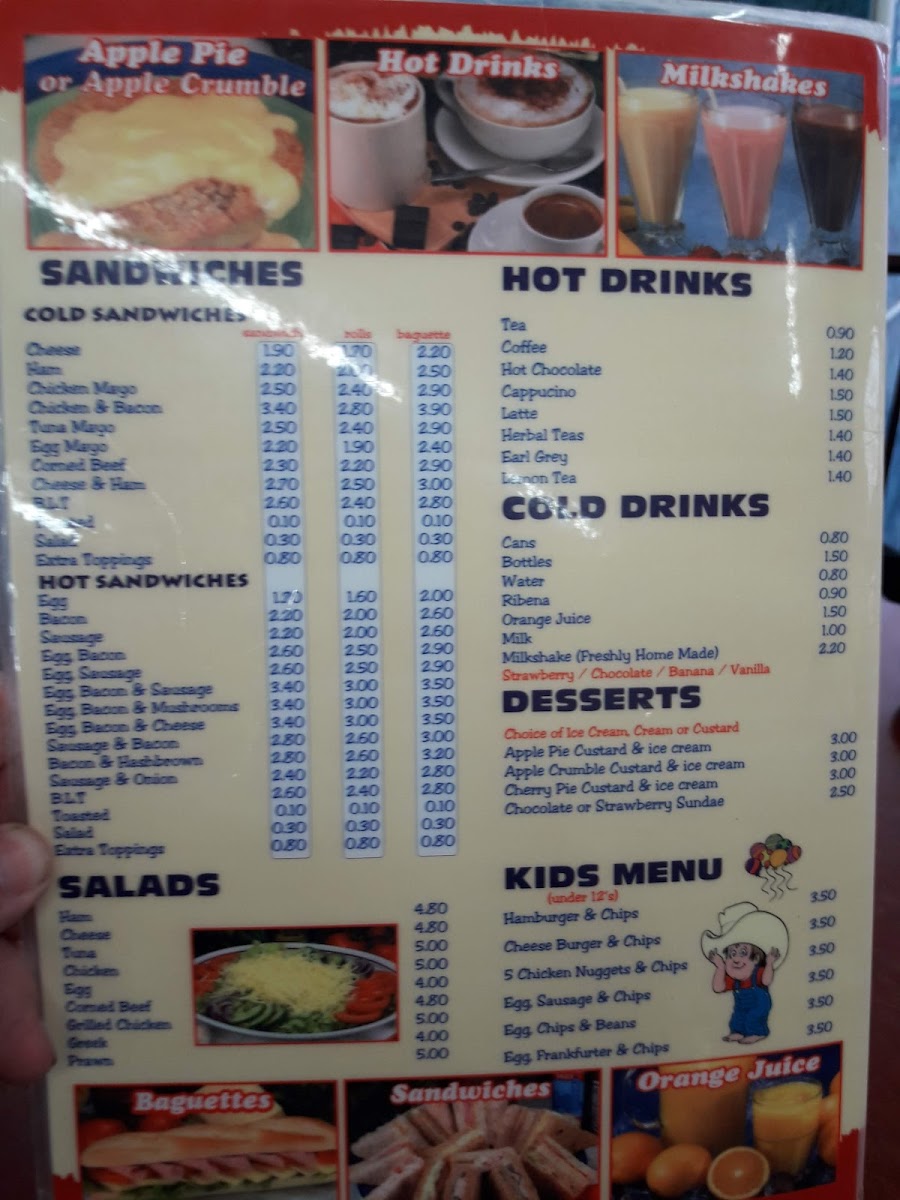 Apple Pie
or Apple Crumble
Hot Drinks
Milkshakes
SANDWICHES
COLD SANDWICHES
sandwich rolls baguette
Cheese 1.90 1.70 2.20
Ham 2.20 2.00 2.50
Chicken Mayo 2.50 2.40 2.90
Chicken & Bacon 3.40 2.80 3.90
Tuna Mayo 2.50 2.40 2.90
Egg Mayo 2.20 1.90 2.40
Corned Beef 2.30 2.20 2.90
Cheese & Ham 2.70 2.50 3.00
BLT 2.60 2.40 2.80
0.10 0.10 0.10
Salad 0.30 0.30 0.30
Extra Toppings 0.80 0.80 0.80
HOT SANDWICHES
Egg 1.70 1.60 2.00
Bacon 2.20 2.00 2.60
Sausage 2.20 2.00 2.60
Egg, Bacon 2.60 2.50 2.90
Egg, Sausage 2.60 2.50 2.90
Egg, Bacon & Sausage 3.40 3.00 3.50
Egg, Bacon & Mushrooms 3.40 3.00 3.50
Egg, Bacon & Cheese 3.40 3.00 3.50
Sausage & Bacon 2.80 2.60 3.00
Bacon & Hashbrown 2.80 2.60 3.20
Sausage & Onion 2.40 2.20 2.80
BLT 2.60 2.40 2.80
Toasted 0.10 0.10 0.10
Salad 0.30 0.30 0.30
Extra Toppings 0.80 0.80 0.80
SALADS
Ham 4.80
Cheese 4.80
Tuna 5.00
Chicken 5.00
Egg 4.00
Corned Beef 4.80
Grilled Chicken 5.00
Greek 4.00
Prawn 5.00
HOT DRINKS
Tea 0.90
Coffee 1.20
Hot Chocolate 1.40
Cappucino 1.50
Latte 1.50
Herbal Teas 1.40
Earl Grey 1.40
Lemon Tea 1.40
COLD DRINKS
Cans 0.80
Bottles 1.50
Water 0.80
Ribena 0.90
Orange Juice 1.50
Milk 1.00
Milkshake (Freshly Home Made) 2.20
Strawberry / Chocolate / Banana / Vanilla
DESSERTS
Choice of Ice Cream, Cream or Custard
Apple Pie Custard & ice cream 3.00
Apple Crumble Custard & ice cream 3.00
Cherry Pie Custard & ice cream 3.00
Chocolate or Strawberry Sundae 2.50
KIDS MENU
(under 12's)
Hamburger & Chips 3.50
Cheese Burger & Chips 3.50
5 Chicken Nuggets & Chips 3.50
Egg, Sausage & Chips 3.50
Egg, Chips & Beans 3.50
Egg, Frankfurter & Chips 3.50
Baguettes
Sandwiches
Orange Juice